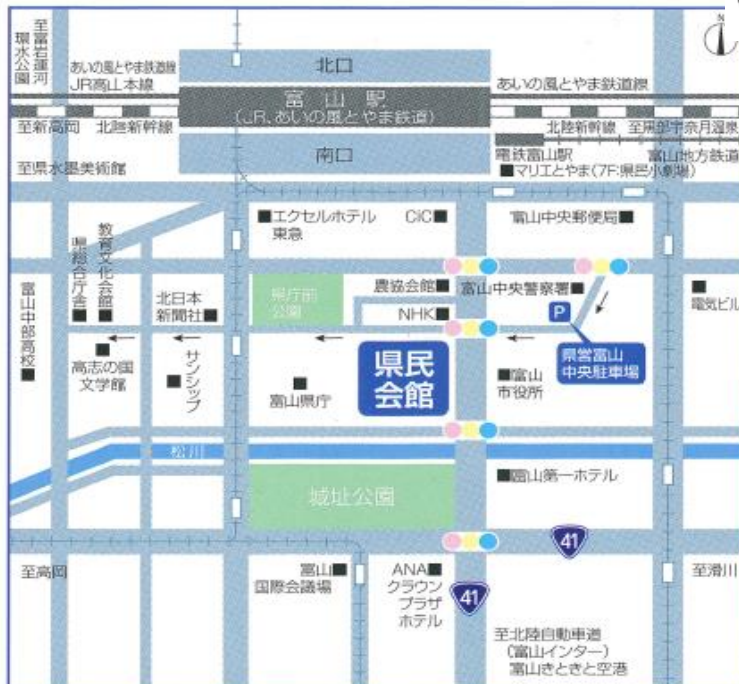 N
至富岩運河
環水公園
あいの風とやま鉄道線
JR高山本線
北口
富山駅
(JR、あいの風とやま鉄道)
南口
あいの風とやま鉄道線
至新高岡
北陸新幹線
北陸新幹線
至黒部宇奈月温泉
電鉄富山駅
富山地方鉄道
至県水墨美術館
マリエとやま(7F:県民小劇場)
エクセルホテル
東急
CiC
富山中央郵便局
教育文化会館
県総合庁舎
富山中部高校
北日本
新聞社
県庁前
公園
農協会館
NHK
富山中央警察署
P
県営富山
中央駐車場
電気ビル
高志の国
文学館
サンシップ
富山県庁
県民
会館
富山
市役所
松川
城址公園
富山第一ホテル
41
至高岡
富山
国際会議場
ANA
クラウン
プラザ
ホテル
41
至滑川
至北陸自動車道
(富山インター)
富山きときと空港